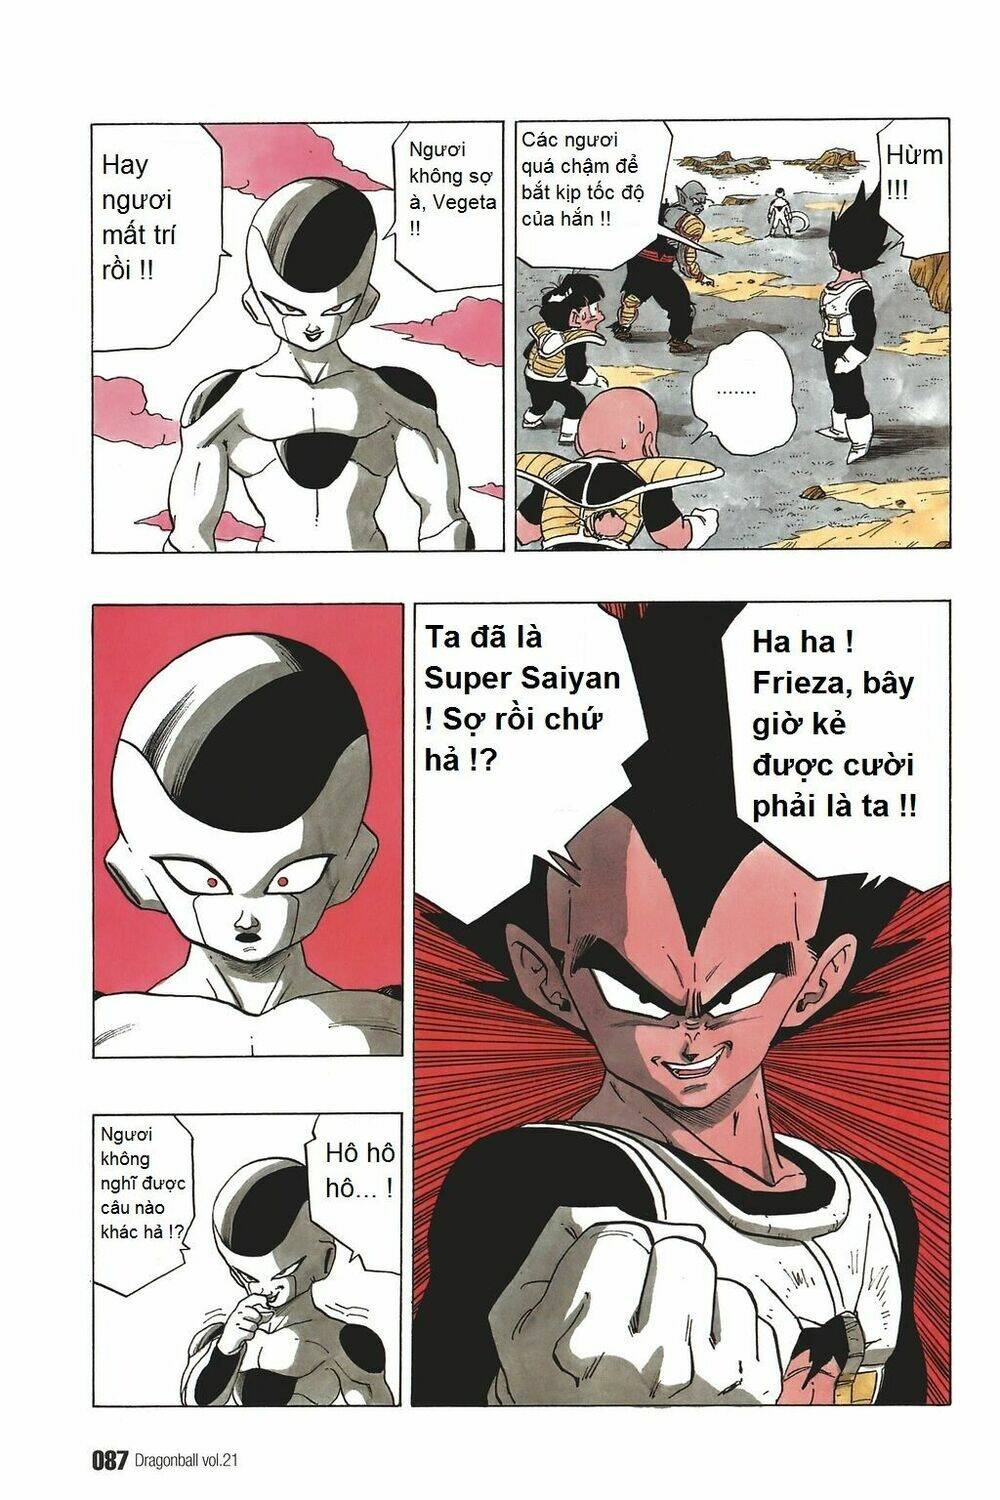 Hừm
!!!
Các ngươi
quá chậm để
bắt kịp tốc độ
của hắn !!
.......
Ngươi
không sợ
à, Vegeta
!!
Hay
ngươi
mất trí
rồi !!
Ha ha !
Frieza, bây
giờ kẻ
được cười
phải là ta !!
Ta đã là
Super Saiyan
! Sợ rồi chứ
hả !?
Hô hô
hô... !
Ngươi
không
nghĩ được
câu nào
khác hả !?
087 Dragonball vol.21